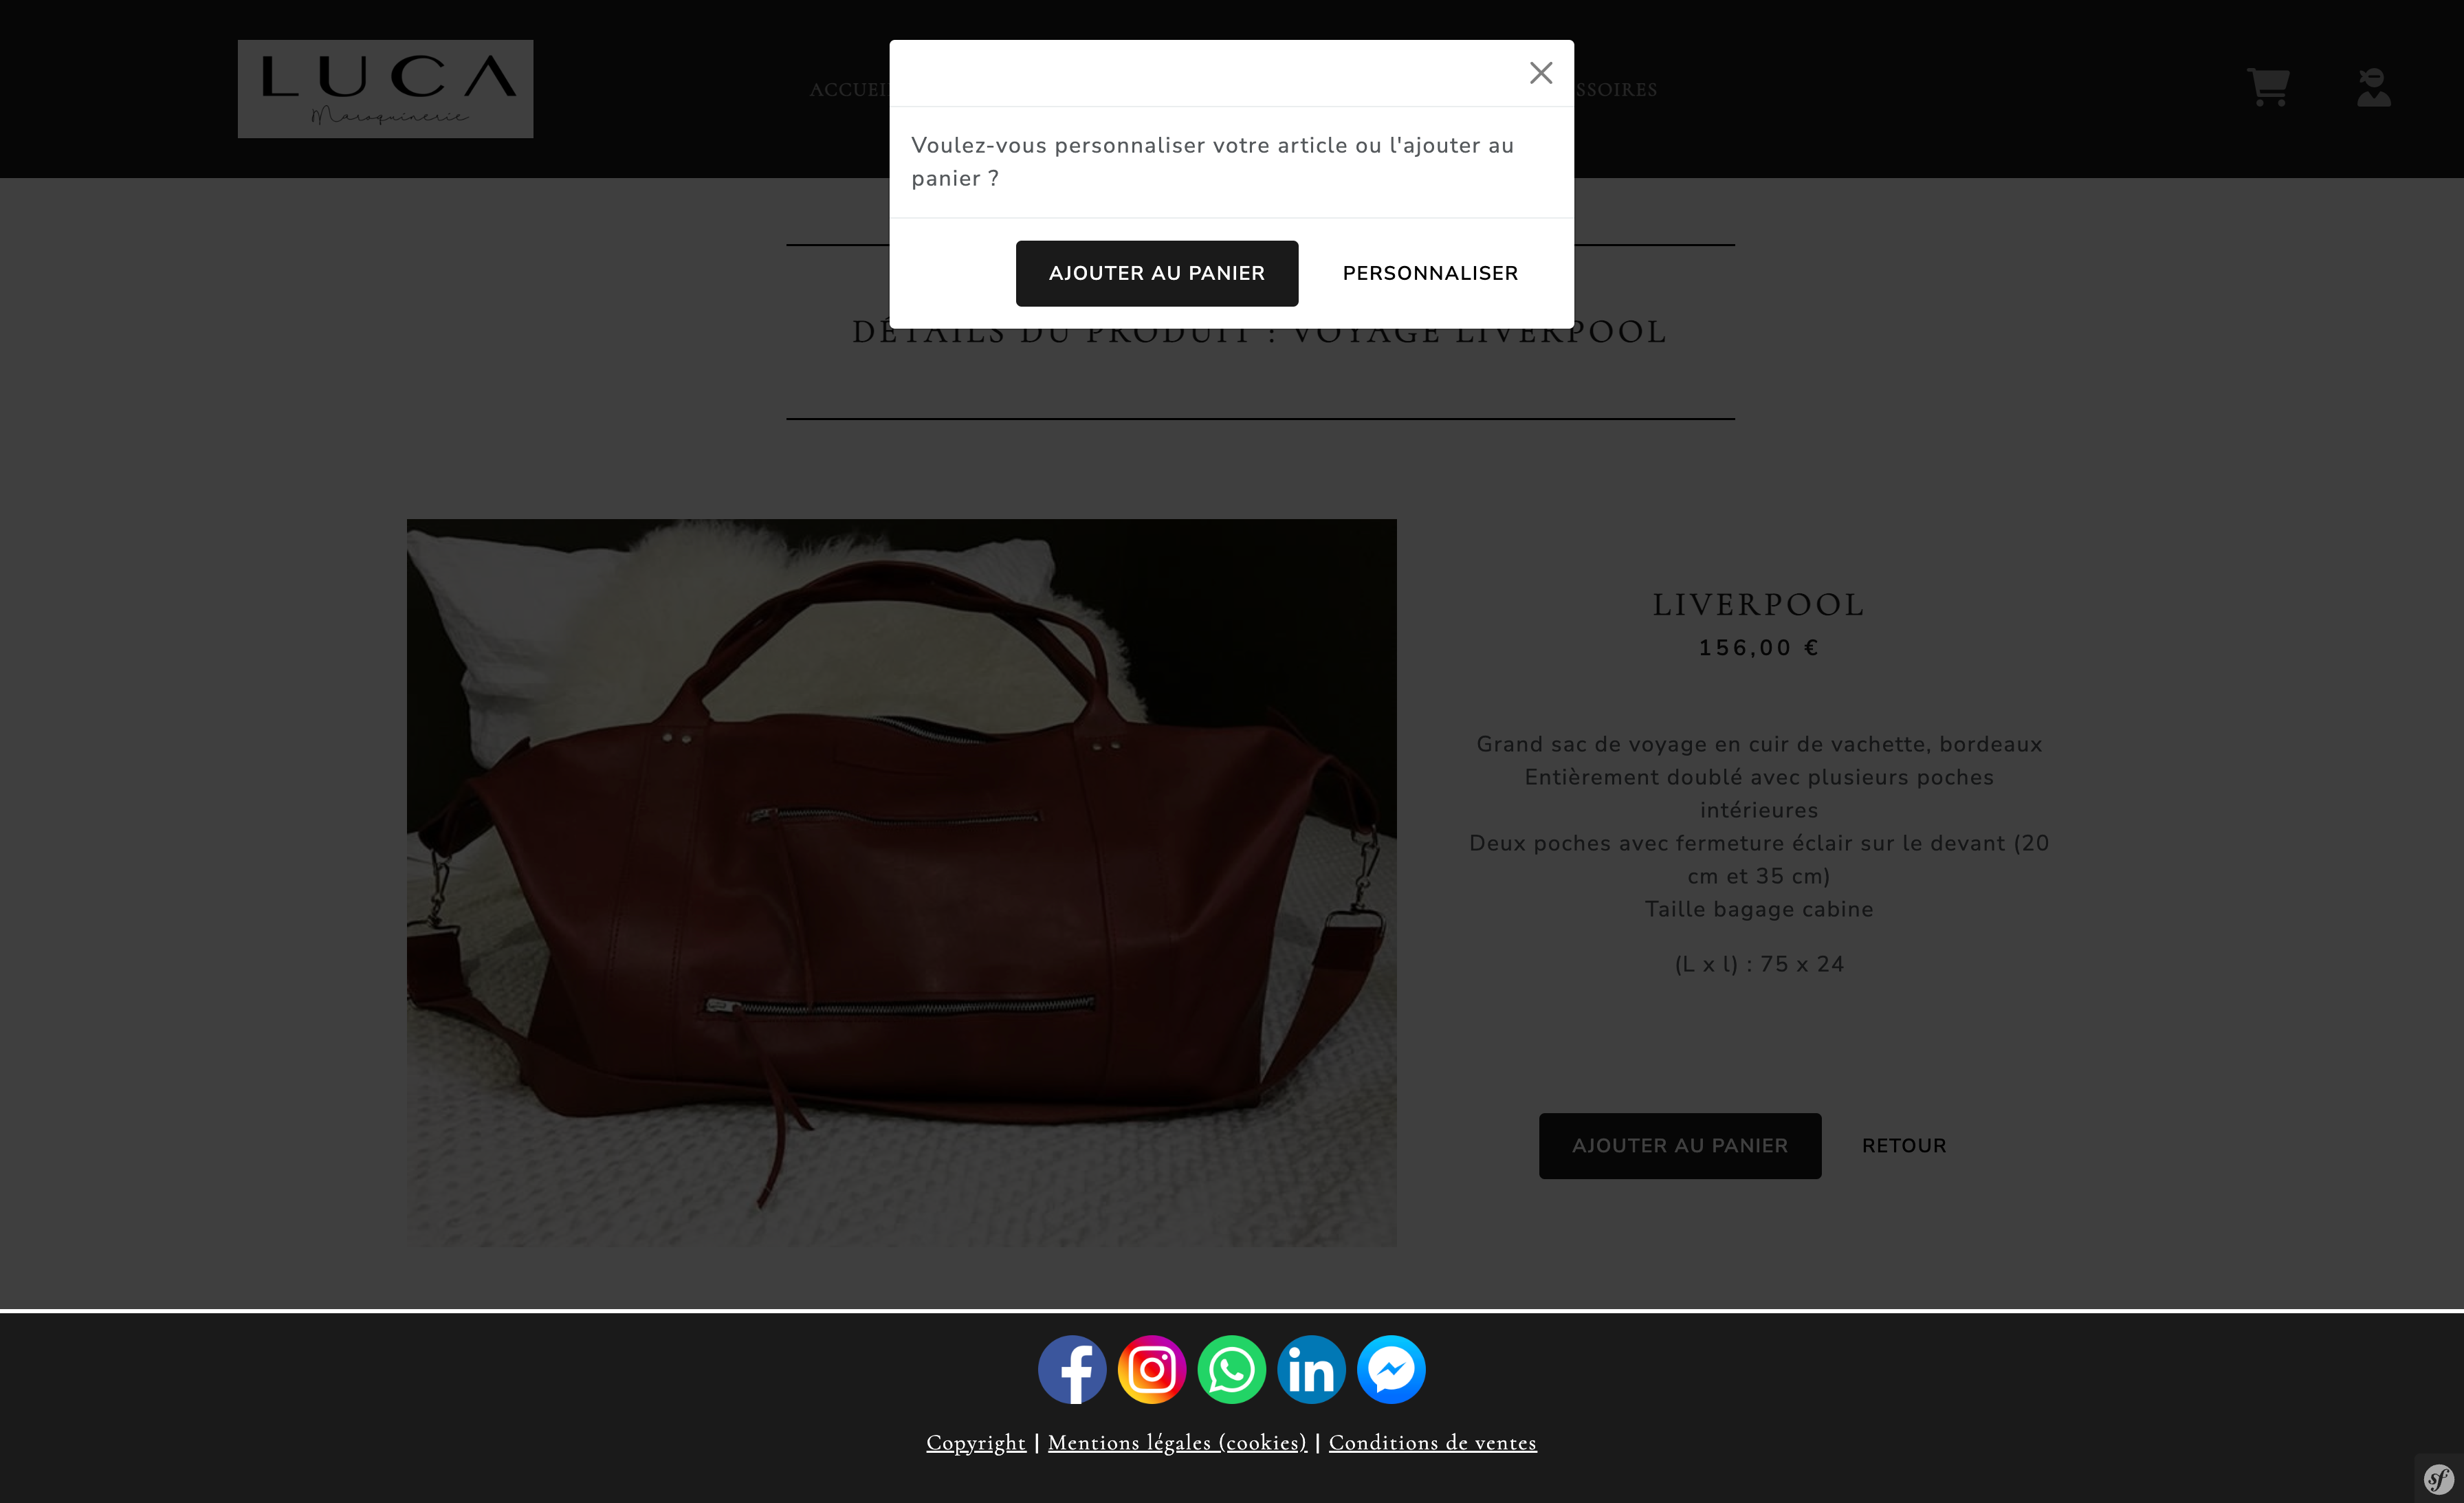 LUCA
Maroquinerie
ACCUEIL
SSOIRES
Voulez-vous personnaliser votre article ou l'ajouter au
panier ?
AJOUTER AU PANIER
PERSONNALISER
DÉTAILS DU PRODUIT : VOYAGE LIVERPOOL
LIVERPOOL
156,00 €
Grand sac de voyage en cuir de vachette, bordeaux
Entièrement doublé avec plusieurs poches
intérieures
Deux poches avec fermeture éclair sur le devant (20
cm et 35 cm)
Taille bagage cabine
(L x l) : 75 x 24
AJOUTER AU PANIER
RETOUR
Copyright | Mentions légales (cookies) | Conditions de ventes
sf